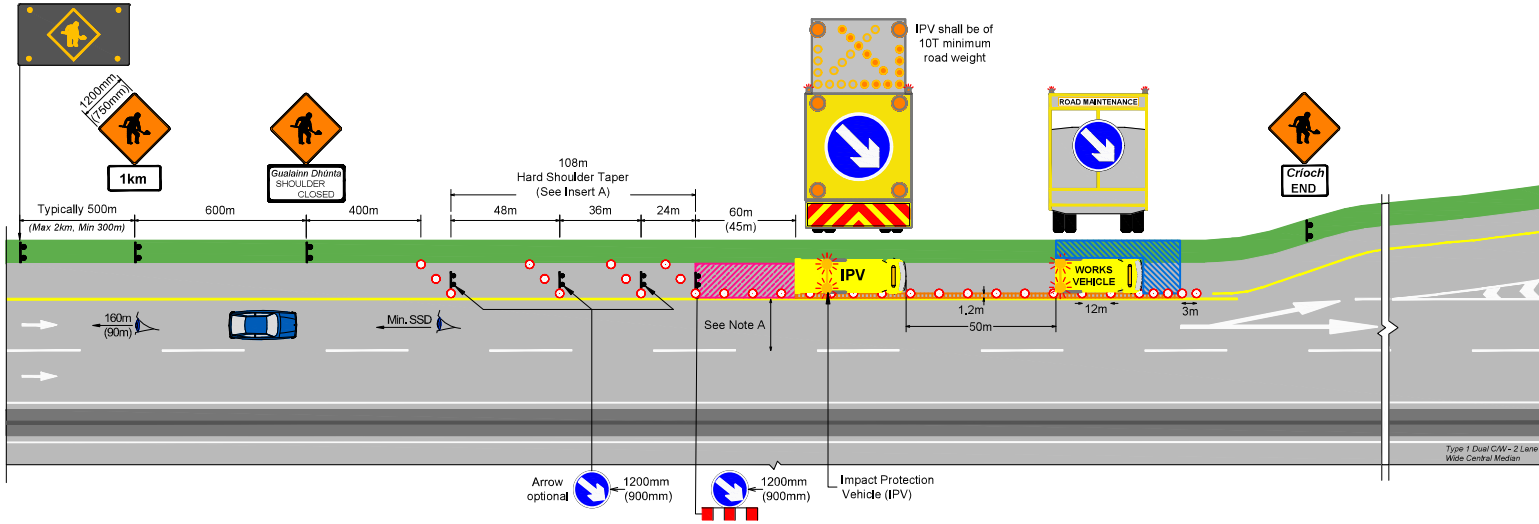 1200mm
(750mm)
1km
Gualainn Dhúnta
SHOULDER
CLOSED
IPV shall be of
10T minimum
road weight
ROAD MAINTENANCE
Críoch
END
108m
Hard Shoulder Taper
(See Insert A)
Typically 500m
(Max 2km, Min 300m)
600m
400m
48m
36m
24m
60m
(45m)
IPV
WORKS
VEHICLE
160m
(90m)
Min. SSD
See Note A
1.2m
50m
12m
3m
Type 1 Dual C/W - 2 Lane
Wide Central Median
Arrow
optional
1200mm
(900mm)
1200mm
(900mm)
Impact Protection
Vehicle (IPV)